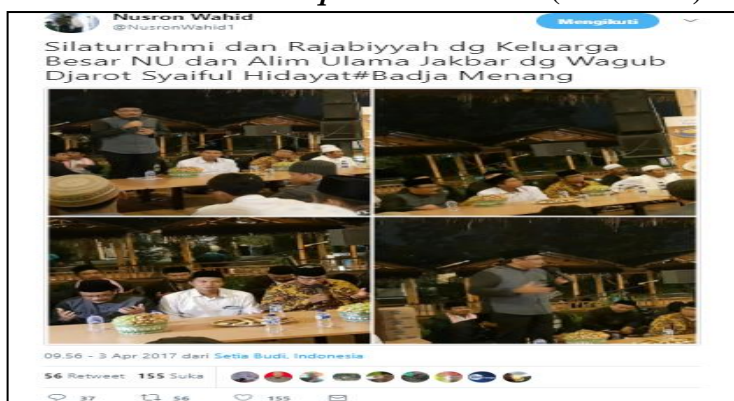 Nusron Wahid
@NusronWahid1
Mengikuti
Silaturrahmi dan Rajabiyyah dg Keluarga
Besar NU dan Alim Ulama Jakbar dg Wagub
Djarot Syaiful Hidayat#Badja Menang
09.56 - 3 Apr 2017 dari Setia Budi, Indonesia
56 Retweet 155 Suka
37 56 155